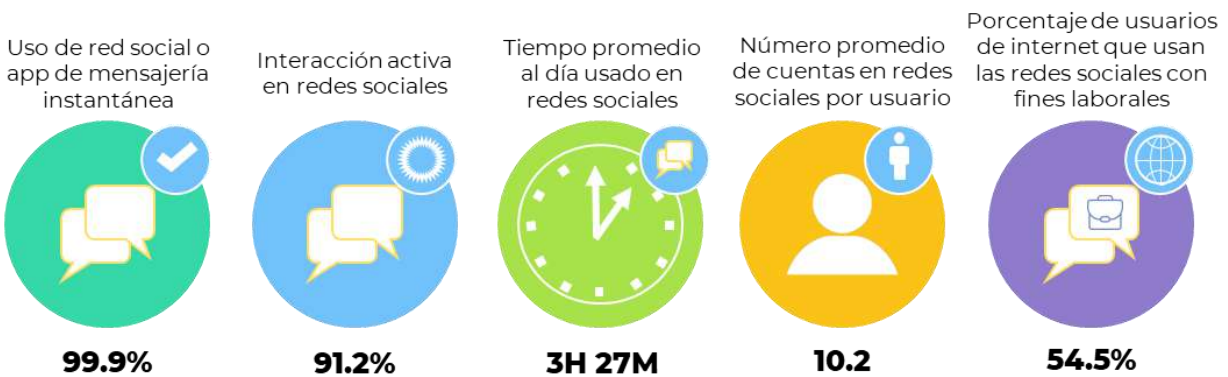 Uso de red social o
app de mensajería
instantánea
99.9%
Interacción activa
en redes sociales
91.2%
Tiempo promedio
al día usado en
redes sociales
3H 27M
Número promedio
de cuentas en redes
sociales por usuario
10.2
Porcentaje de usuarios
de internet que usan
las redes sociales con
fines laborales
54.5%